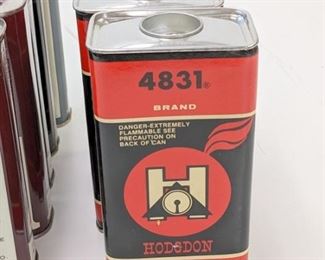 4831®
BRAND
DANGER-EXTREMELY
FLAMMABLE SEE
PRECAUTION ON
BACK OF CAN
H
HODGDON